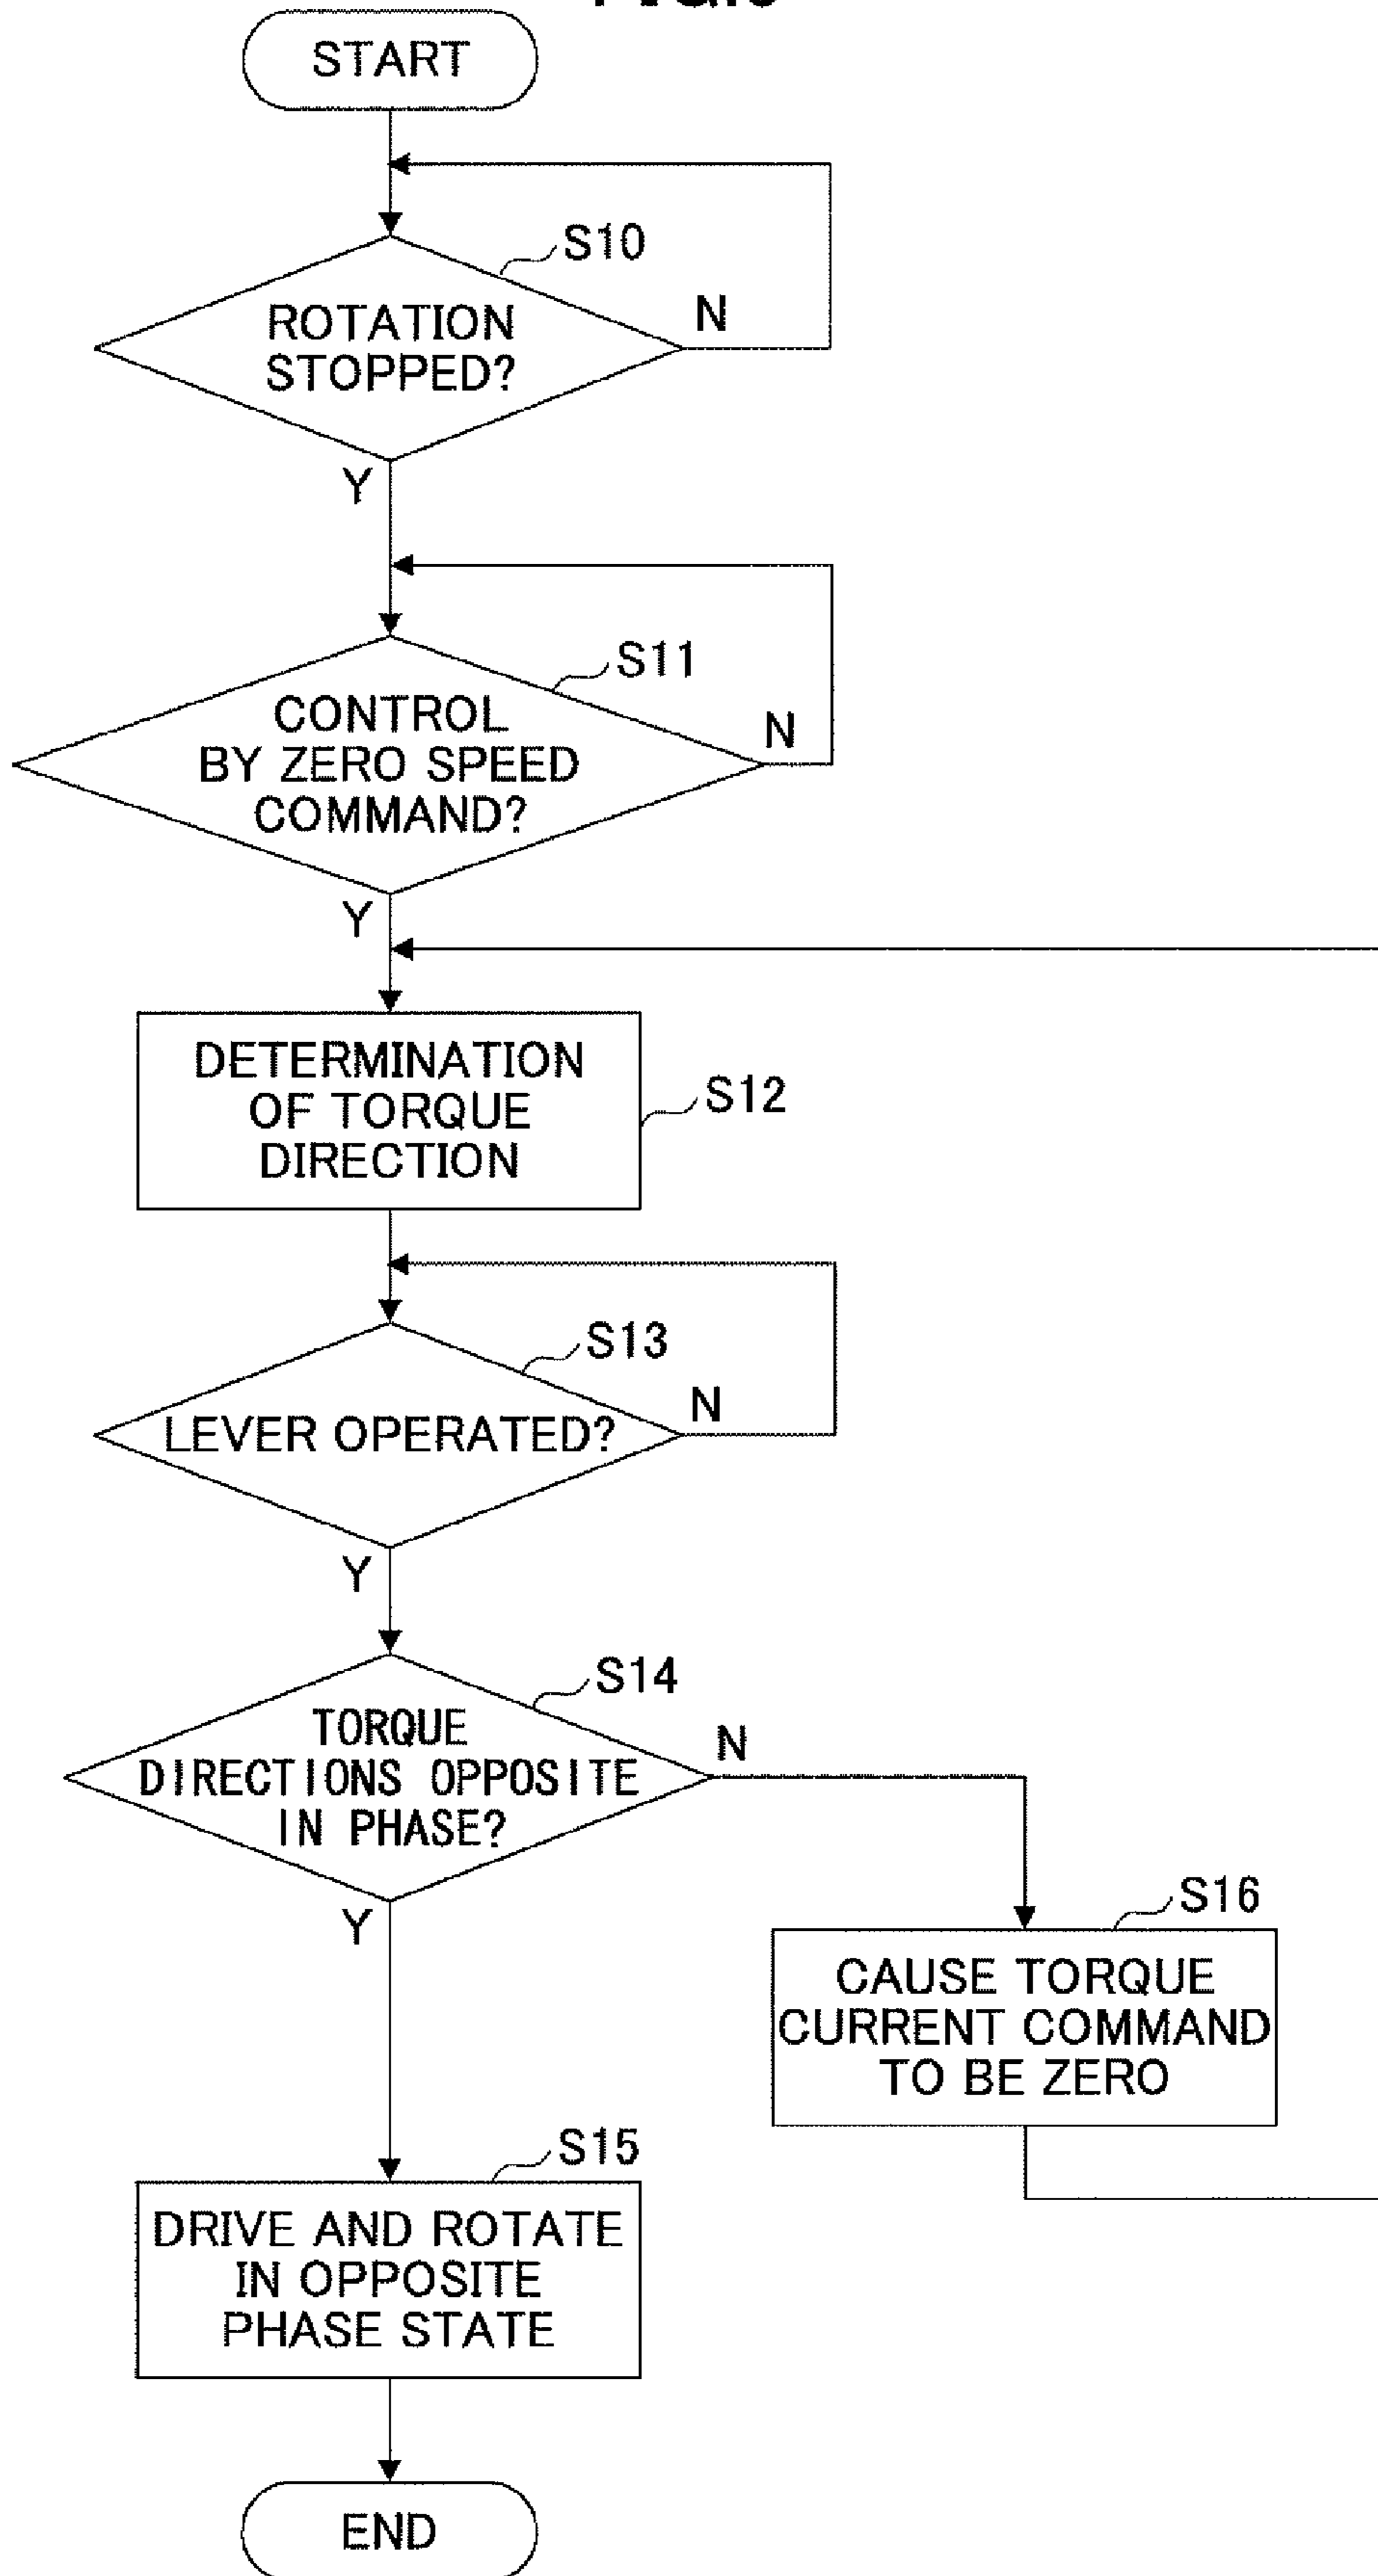 START
S10
ROTATION
STOPPED?
N
Y
S11
CONTROL
BY ZERO SPEED
COMMAND?
N
Y
DETERMINATION
OF TORQUE
DIRECTION
S12
S13
LEVER OPERATED?
N
Y
S14
TORQUE
DIRECTIONS OPPOSITE
IN PHASE?
N
Y
S16
CAUSE TORQUE
CURRENT COMMAND
TO BE ZERO
S15
DRIVE AND ROTATE
IN OPPOSITE
PHASE STATE
END